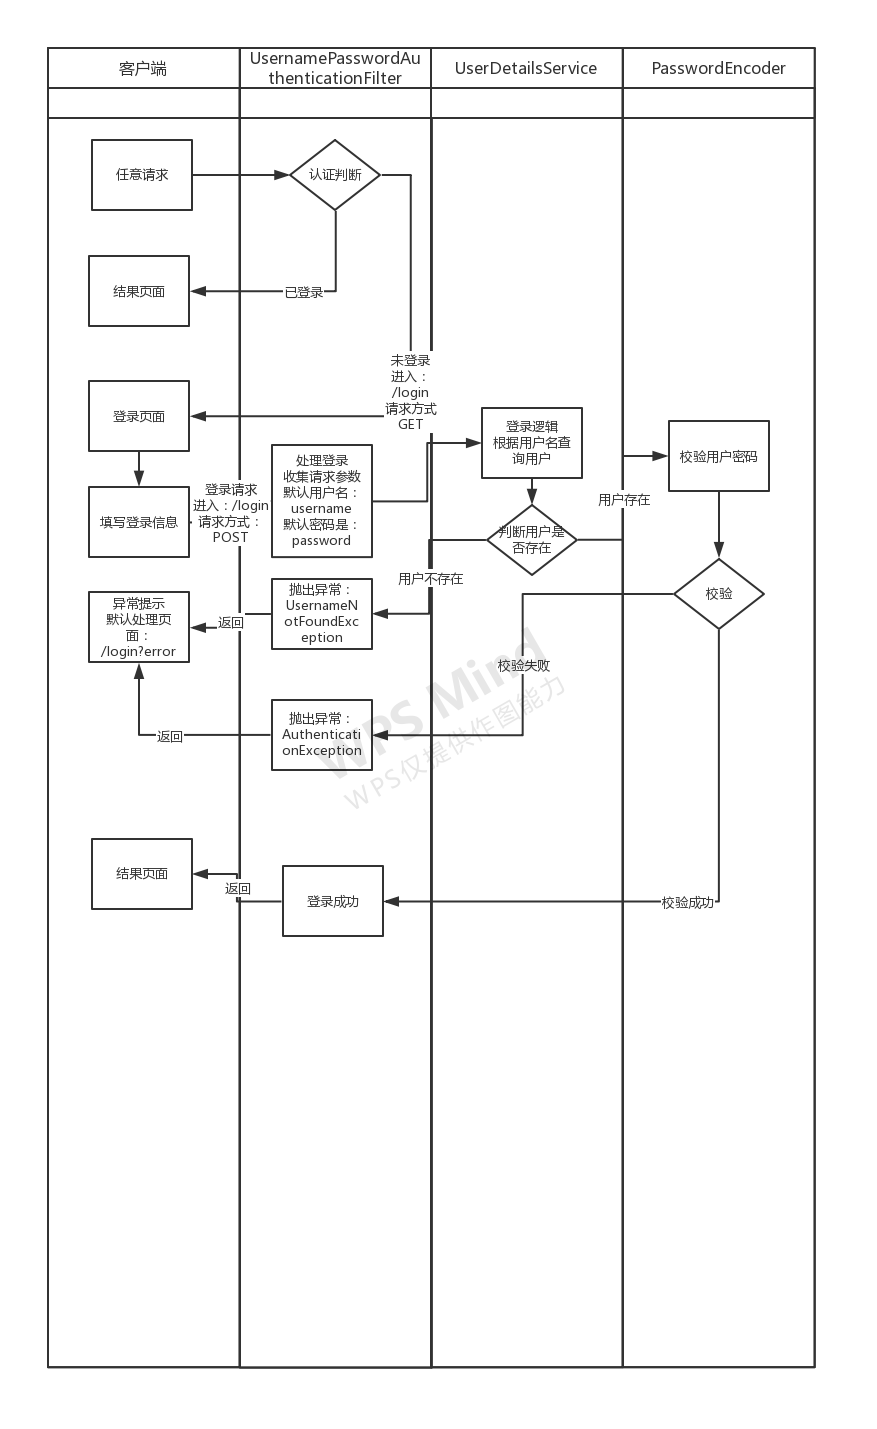 客户端
UsernamePasswordAu
thenticationFilter
UserDetailsService
PasswordEncoder
任意请求
认证判断
结果页面
已登录
未登录
进入：
/login
请求方式
GET
登录页面
登录逻辑
根据用户名查
询用户
校验用户密码
处理登录
收集请求参数
默认用户名：
username
默认密码是：
password
登录请求
进入：/login
请求方式：
POST
填写登录信息
用户存在
判断用户是
否存在
用户不存在
抛出异常：
UsernameN
otFoundExc
eption
校验
异常提示
默认处理页
面：
/login?error
返回
校验失败
抛出异常：
Authenticati
onException
返回
WPS Mind
WPS仅提供作图能力
结果页面
返回
登录成功
校验成功